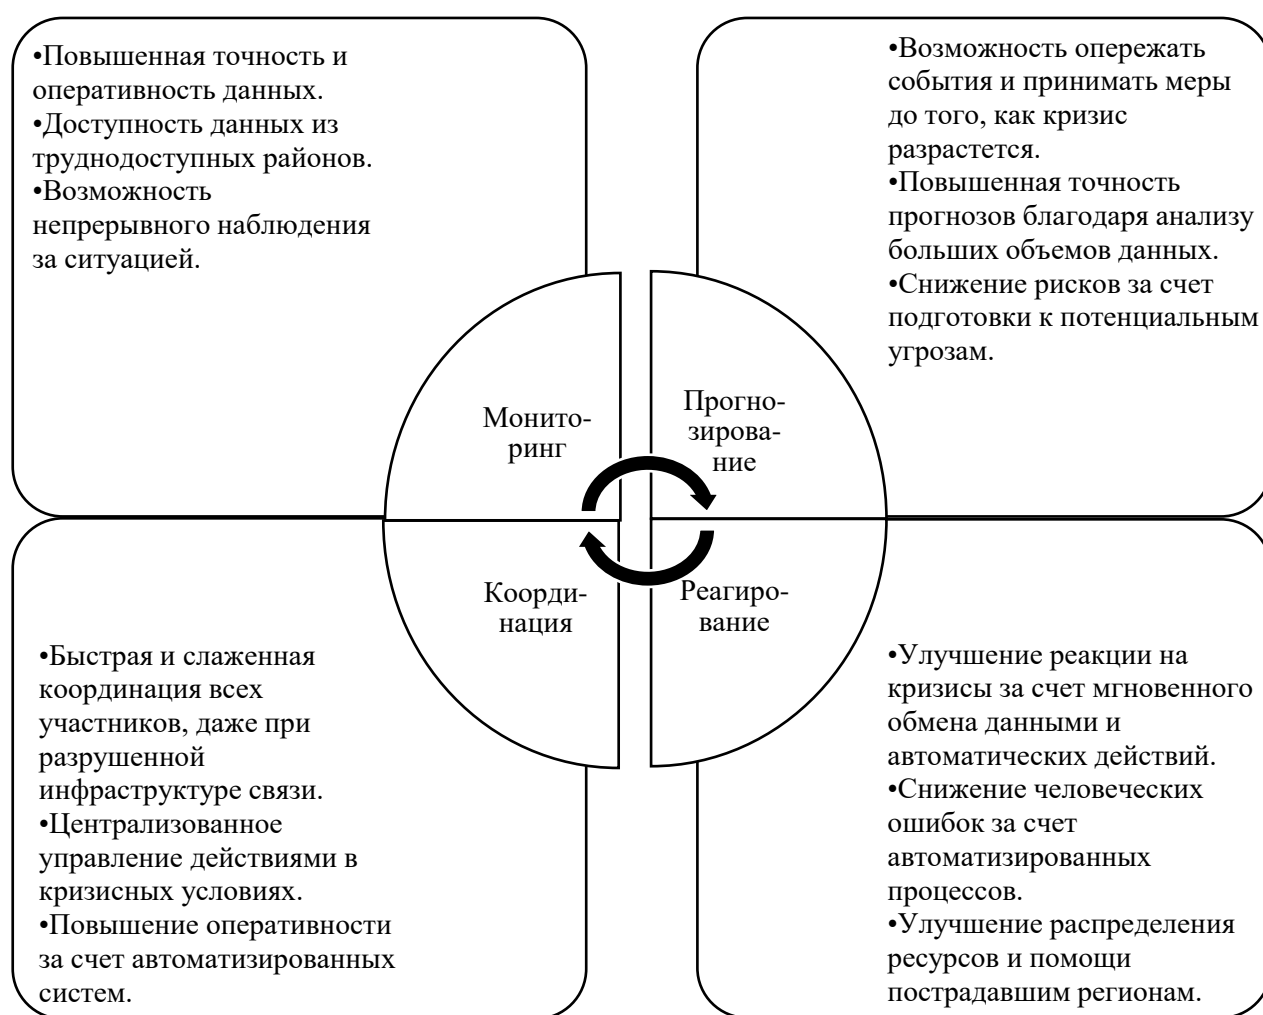 •Повышенная точность и
оперативность данных.
•Доступность данных из
труднодоступных районов.
•Возможность
непрерывного наблюдения
за ситуацией.
•Возможность опережать
события и принимать меры
до того, как кризис
разрастется.
•Повышенная точность
прогнозов благодаря анализу
больших объемов данных.
•Снижение рисков за счет
подготовки к потенциальным
угрозам.
Монито-
ринг
Прогно-
зирова-
ние
Коорди-
нация
Реагиро-
вание
•Быстрая и слаженная
координация всех
участников, даже при
разрушенной
инфраструктуре связи.
•Централизованное
управление действиями в
кризисных условиях.
•Повышение оперативности
за счет автоматизированных
систем.
•Улучшение реакции на
кризисы за счет мгновенного
обмена данными и
автоматических действий.
•Снижение человеческих
ошибок за счет
автоматизированных
процессов.
•Улучшение распределения
ресурсов и помощи
пострадавшим регионам.